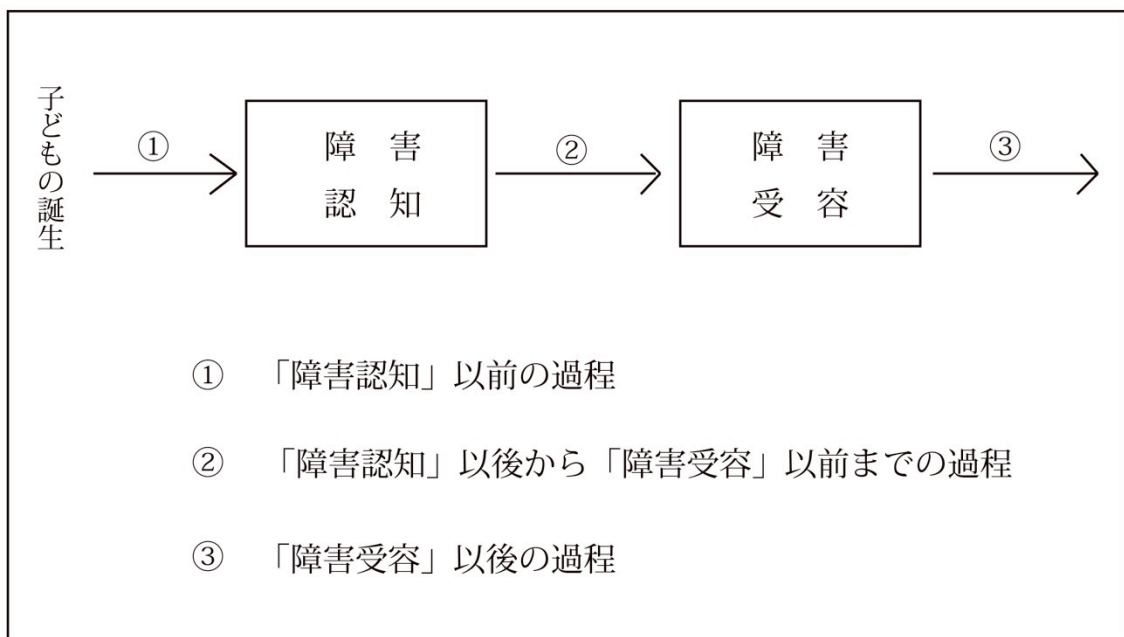 子どもの誕生
①
障 害
認 知
②
障 害
受 容
③
① 「障害認知」以前の過程
② 「障害認知」以後から「障害受容」以前までの過程
③ 「障害受容」以後の過程